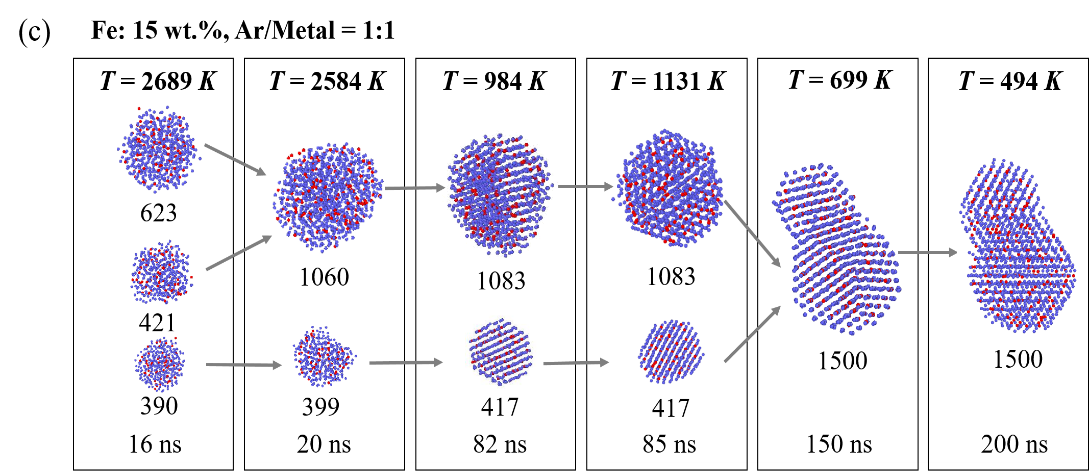 (c) Fe: 15 wt.%, Ar/Metal = 1:1
T = 2689 K
623
421
390
16 ns
T = 2584 K
1060
399
20 ns
T = 984 K
1083
417
82 ns
T = 1131 K
1083
417
85 ns
T = 699 K
1500
150 ns
T = 494 K
1500
200 ns